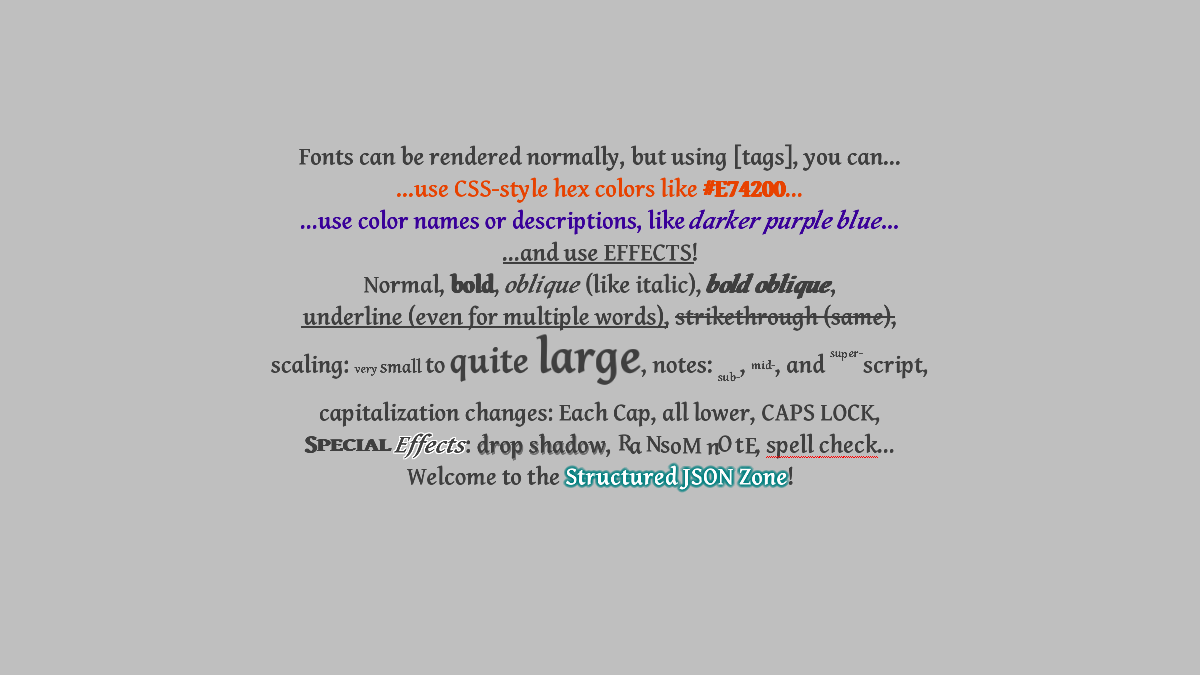 Fonts can be rendered normally, but using [tags], you can...
...use CSS-style hex colors like #E74200...
...use color names or descriptions, like darker purple blue...
...and use EFFECTS!
Normal, bold, oblique (like italic), bold oblique,
underline (even for multiple words), strikethrough (same),
scaling: very small to quite large, notes: sub-, mid-, and super-script,
capitalization changes: Each Cap, all lower, CAPS LOCK,
Special Effects: drop shadow, RaNsoM nOtE, spell check...
Welcome to the Structured JSON Zone!